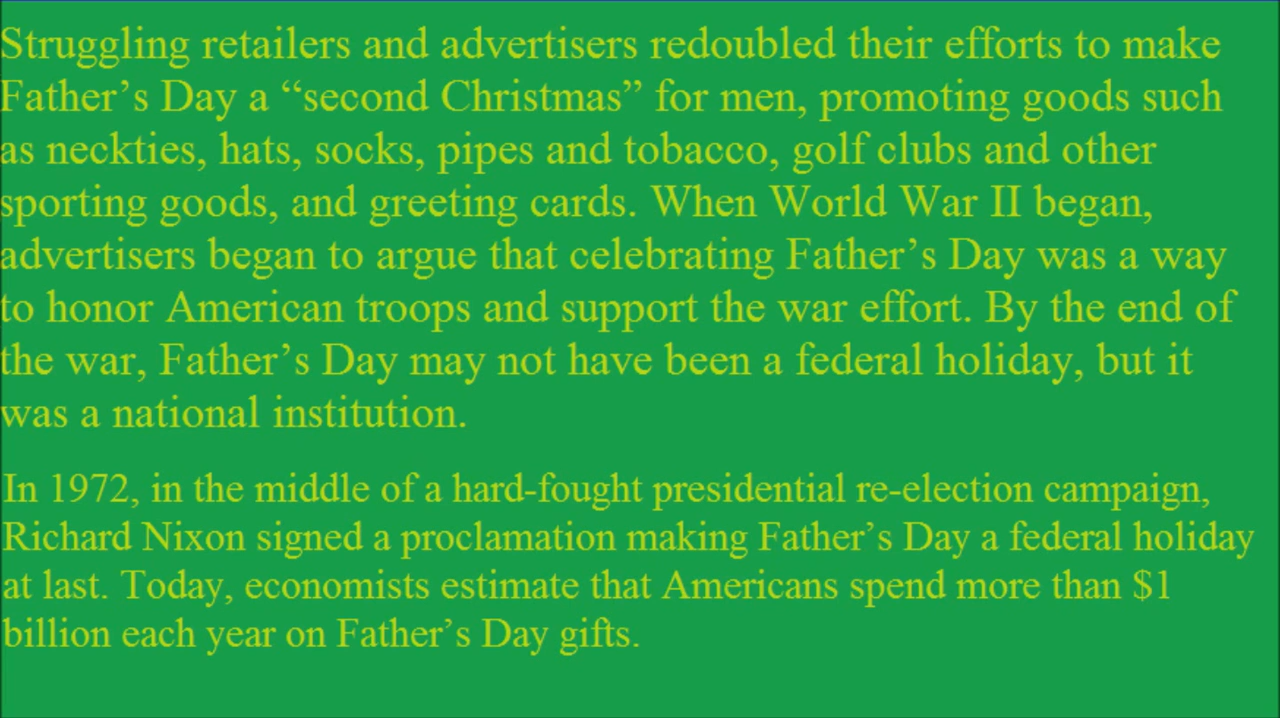 Struggling retailers and advertisers redoubled their efforts to make
Father’s Day a “second Christmas” for men, promoting goods such
as neckties, hats, socks, pipes and tobacco, golf clubs and other
sporting goods, and greeting cards. When World War II began,
advertisers began to argue that celebrating Father’s Day was a way
to honor American troops and support the war effort. By the end of
the war, Father’s Day may not have been a federal holiday, but it
was a national institution.
In 1972, in the middle of a hard-fought presidential re-election campaign,
Richard Nixon signed a proclamation making Father’s Day a federal holiday
at last. Today, economists estimate that Americans spend more than $1
billion each year on Father’s Day gifts.